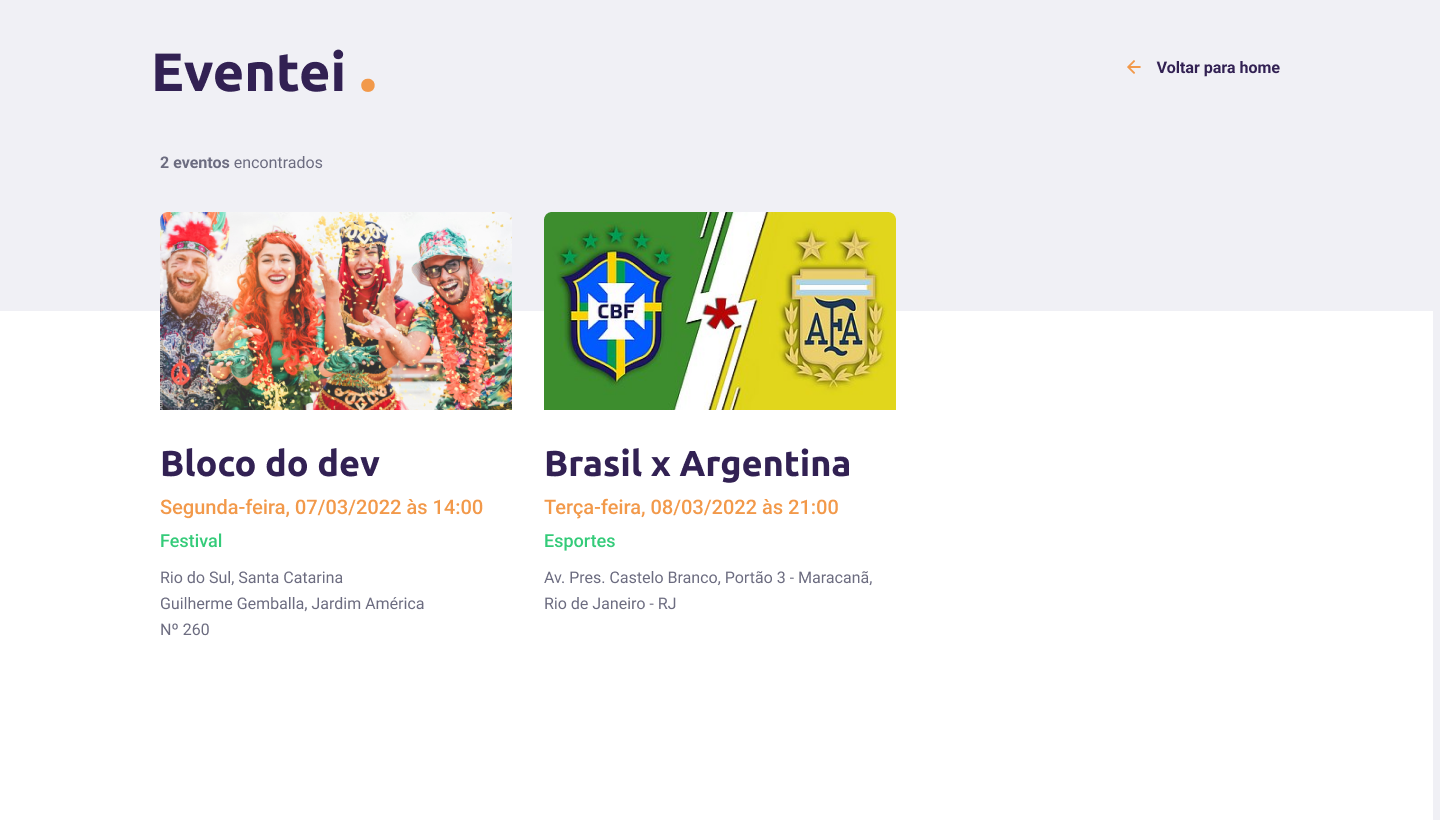 Eventei .
Voltar para home
2 eventos encontrados
CBF
AFA
Bloco do dev
Segunda-feira, 07/03/2022 às 14:00
Festival
Rio do Sul, Santa Catarina
Guilherme Gemballa, Jardim América
Nº 260
Brasil x Argentina
Terça-feira, 08/03/2022 às 21:00
Esportes
Av. Pres. Castelo Branco, Portão 3 - Maracanã,
Rio de Janeiro - RJ